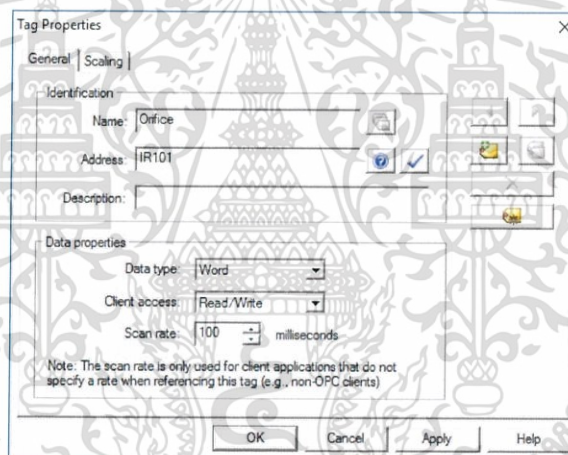 Tag Properties
General Scaling
Identification
Name: Orifice
Address: IR101
Description:
Data properties
Data type: Word
Client access: Read/Write
Scan rate: 100 milliseconds
Note: The scan rate is only used for client applications that do not
specify a rate when referencing this tag (e.g., non-OPC clients)
OK Cancel Apply Help